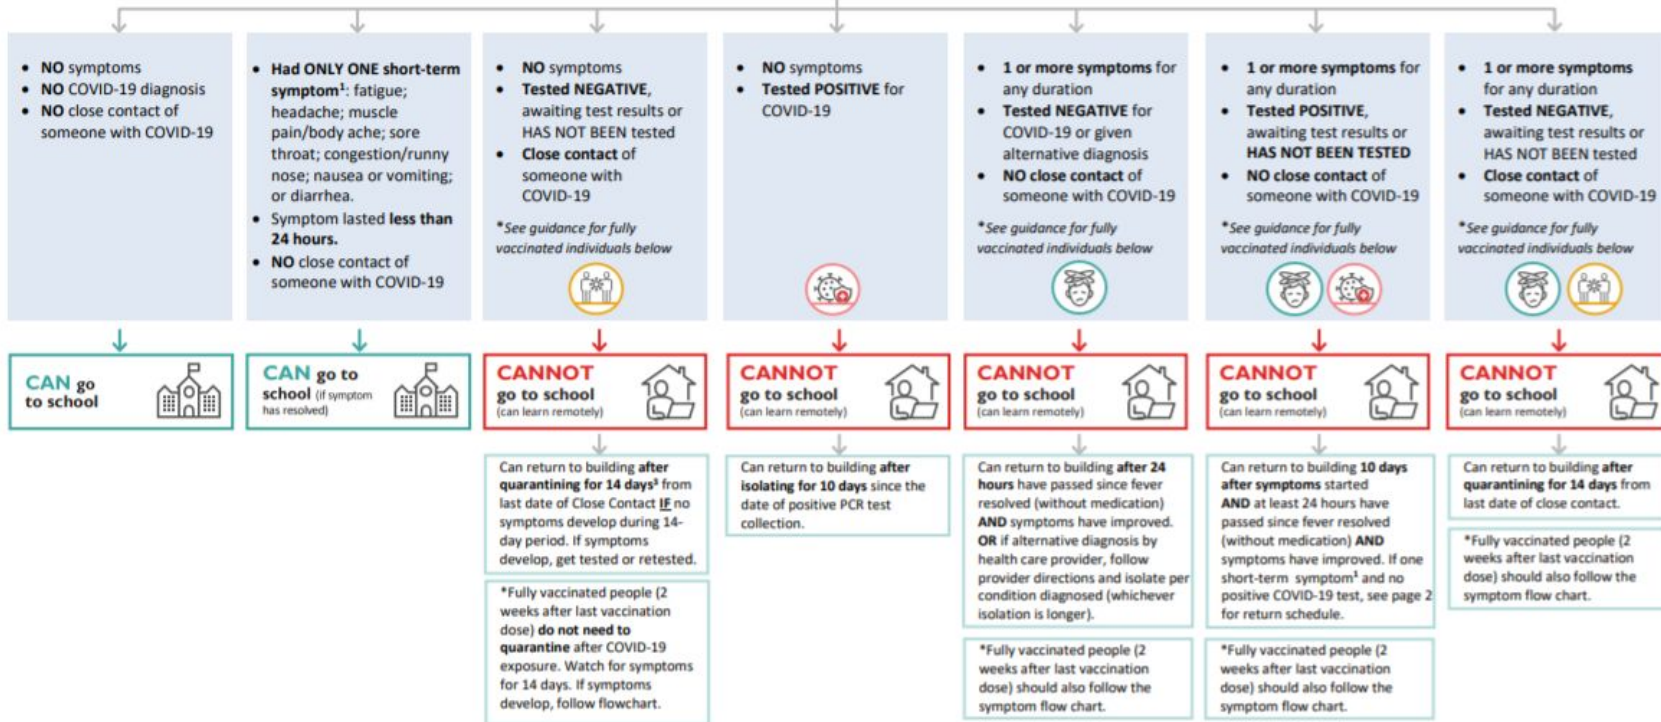 • NO symptoms
• NO COVID-19 diagnosis
• NO close contact of
someone with COVID-19
CAN go
to school
• Had ONLY ONE short-term
symptom¹: fatigue;
headache; muscle
pain/body ache; sore
throat; congestion/runny
nose; nausea or vomiting;
or diarrhea.
• Symptom lasted less than
24 hours.
• NO close contact of
someone with COVID-19
CAN go to
school (if symptom
has resolved)
• NO symptoms
• Tested NEGATIVE,
awaiting test results or
HAS NOT BEEN tested
• Close contact of
someone with
COVID-19
*See guidance for fully
vaccinated individuals below
CANNOT
go to school
(can learn remotely)
Can return to building after
quarantining for 14 days³ from
last date of Close Contact IF no
symptoms develop during 14-
day period. If symptoms
develop, get tested or retested.
*Fully vaccinated people (2
weeks after last vaccination
dose) do not need to
quarantine after COVID-19
exposure. Watch for symptoms
for 14 days. If symptoms
develop, follow flowchart.
• NO symptoms
• Tested POSITIVE for
COVID-19
CANNOT
go to school
(can learn remotely)
Can return to building after
isolating for 10 days since the
date of positive PCR test
collection.
• 1 or more symptoms for
any duration
• Tested NEGATIVE for
COVID-19 or given
alternative diagnosis
• NO close contact of
someone with COVID-19
*See guidance for fully
vaccinated individuals below
CANNOT
go to school
(can learn remotely)
Can return to building after 24
hours have passed since fever
resolved (without medication)
AND symptoms have improved.
OR if alternative diagnosis by
health care provider, follow
provider directions and isolate per
condition diagnosed (whichever
isolation is longer).
*Fully vaccinated people (2
weeks after last vaccination
dose) should also follow the
symptom flow chart.
• 1 or more symptoms for
any duration
• Tested POSITIVE,
awaiting test results or
HAS NOT BEEN TESTED
• NO close contact of
someone with COVID-19
*See guidance for fully
vaccinated individuals below
CANNOT
go to school
(can learn remotely)
Can return to building 10 days
after symptoms started
AND at least 24 hours have
passed since fever resolved
(without medication) AND
symptoms have improved. If one
short-term symptom¹ and no
positive COVID-19 test, see page 2
for return schedule.
*Fully vaccinated people (2
weeks after last vaccination
dose) should also follow the
symptom flow chart.
• 1 or more symptoms
for any duration
• Tested NEGATIVE,
awaiting test results or
HAS NOT BEEN tested
• Close contact of
someone with COVID-19
*See guidance for fully
vaccinated individuals below
CANNOT
go to school
(can learn remotely)
Can return to building after
quarantining for 14 days from
last date of close contact.
*Fully vaccinated people (2
weeks after last vaccination
dose) should also follow the
symptom flow chart.